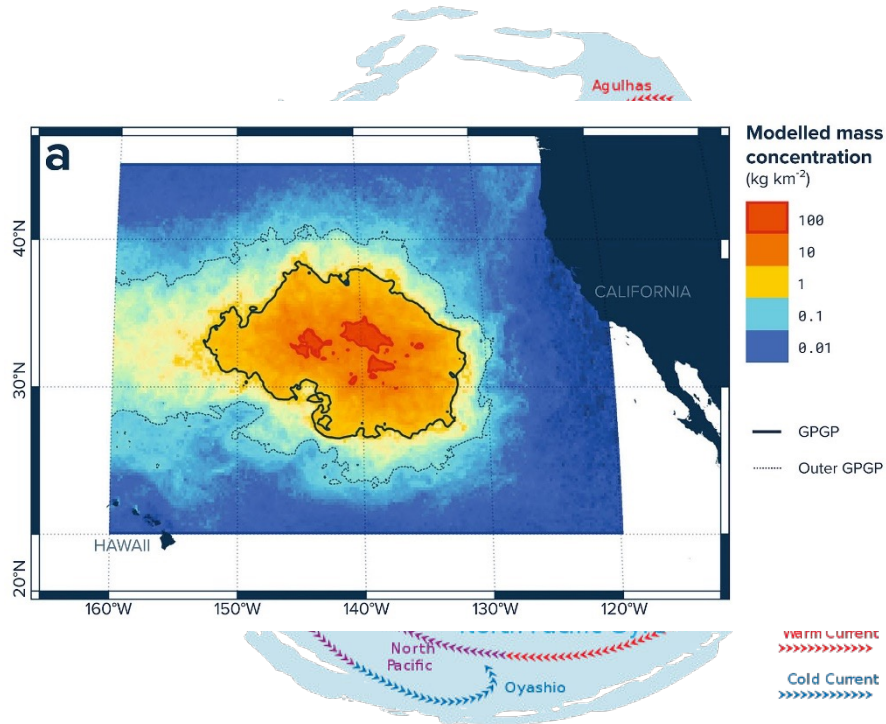 Agulhas
a
Modelled mass
concentration
(kg km⁻²)
100
10
1
0.1
0.01
40°N
30°N
20°N
CALIFORNIA
HAWAII
GPGP
Outer GPGP
160°W
150°W
140°W
130°W
120°W
North
Pacific
Oyashio
Warm Current
Cold Current